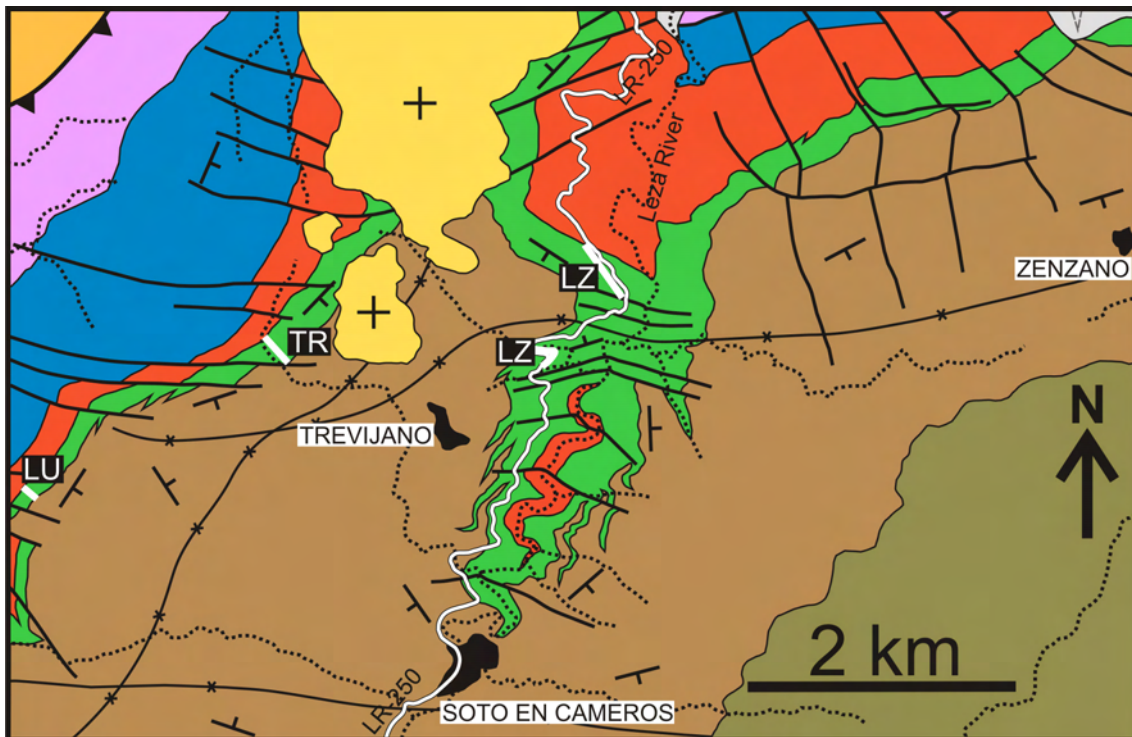 LR-250
Leza River
LZ
ZENZANO
TR
LZ
TREVIJANO
N
LU
2 km
LR-250
SOTO EN CAMEROS